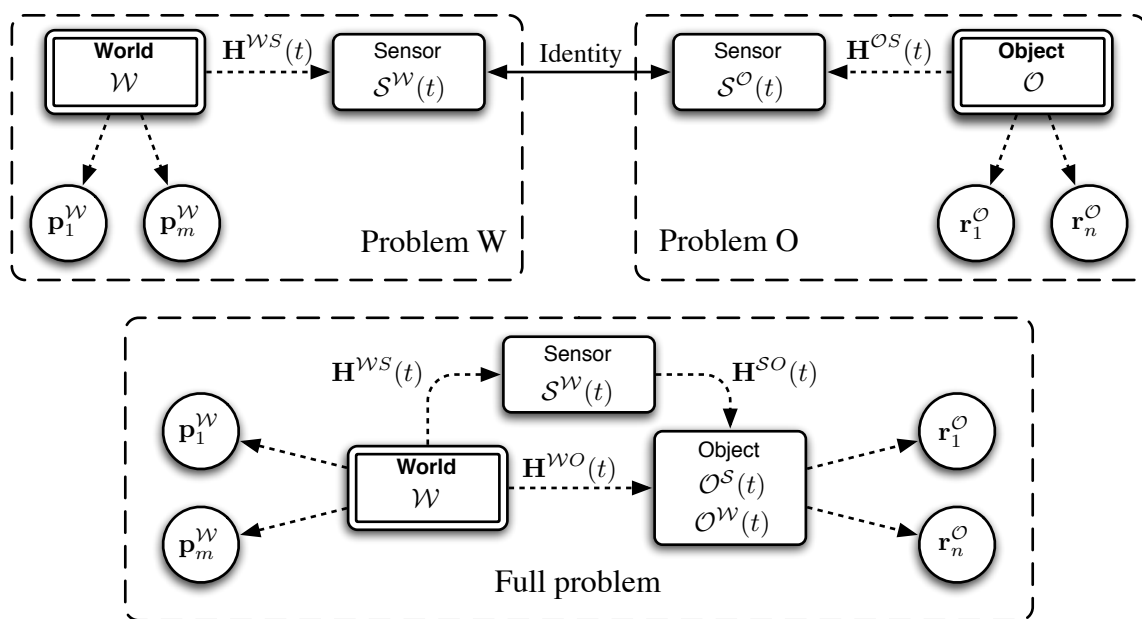 World
𝒲
H^{𝒲S}(t)
Sensor
𝒮^𝒲(t)
Identity
Sensor
𝒮^𝒪(t)
H^{𝒪S}(t)
Object
𝒪
p_1^𝒲
p_m^𝒲
Problem W
Problem O
r_1^𝒪
r_n^𝒪
H^{𝒲S}(t)
Sensor
𝒮^𝒲(t)
H^{𝒮O}(t)
p_1^𝒲
World
𝒲
H^{𝒲O}(t)
Object
𝒪^𝒮(t)
𝒪^𝒲(t)
r_1^𝒪
p_m^𝒲
r_n^𝒪
Full problem